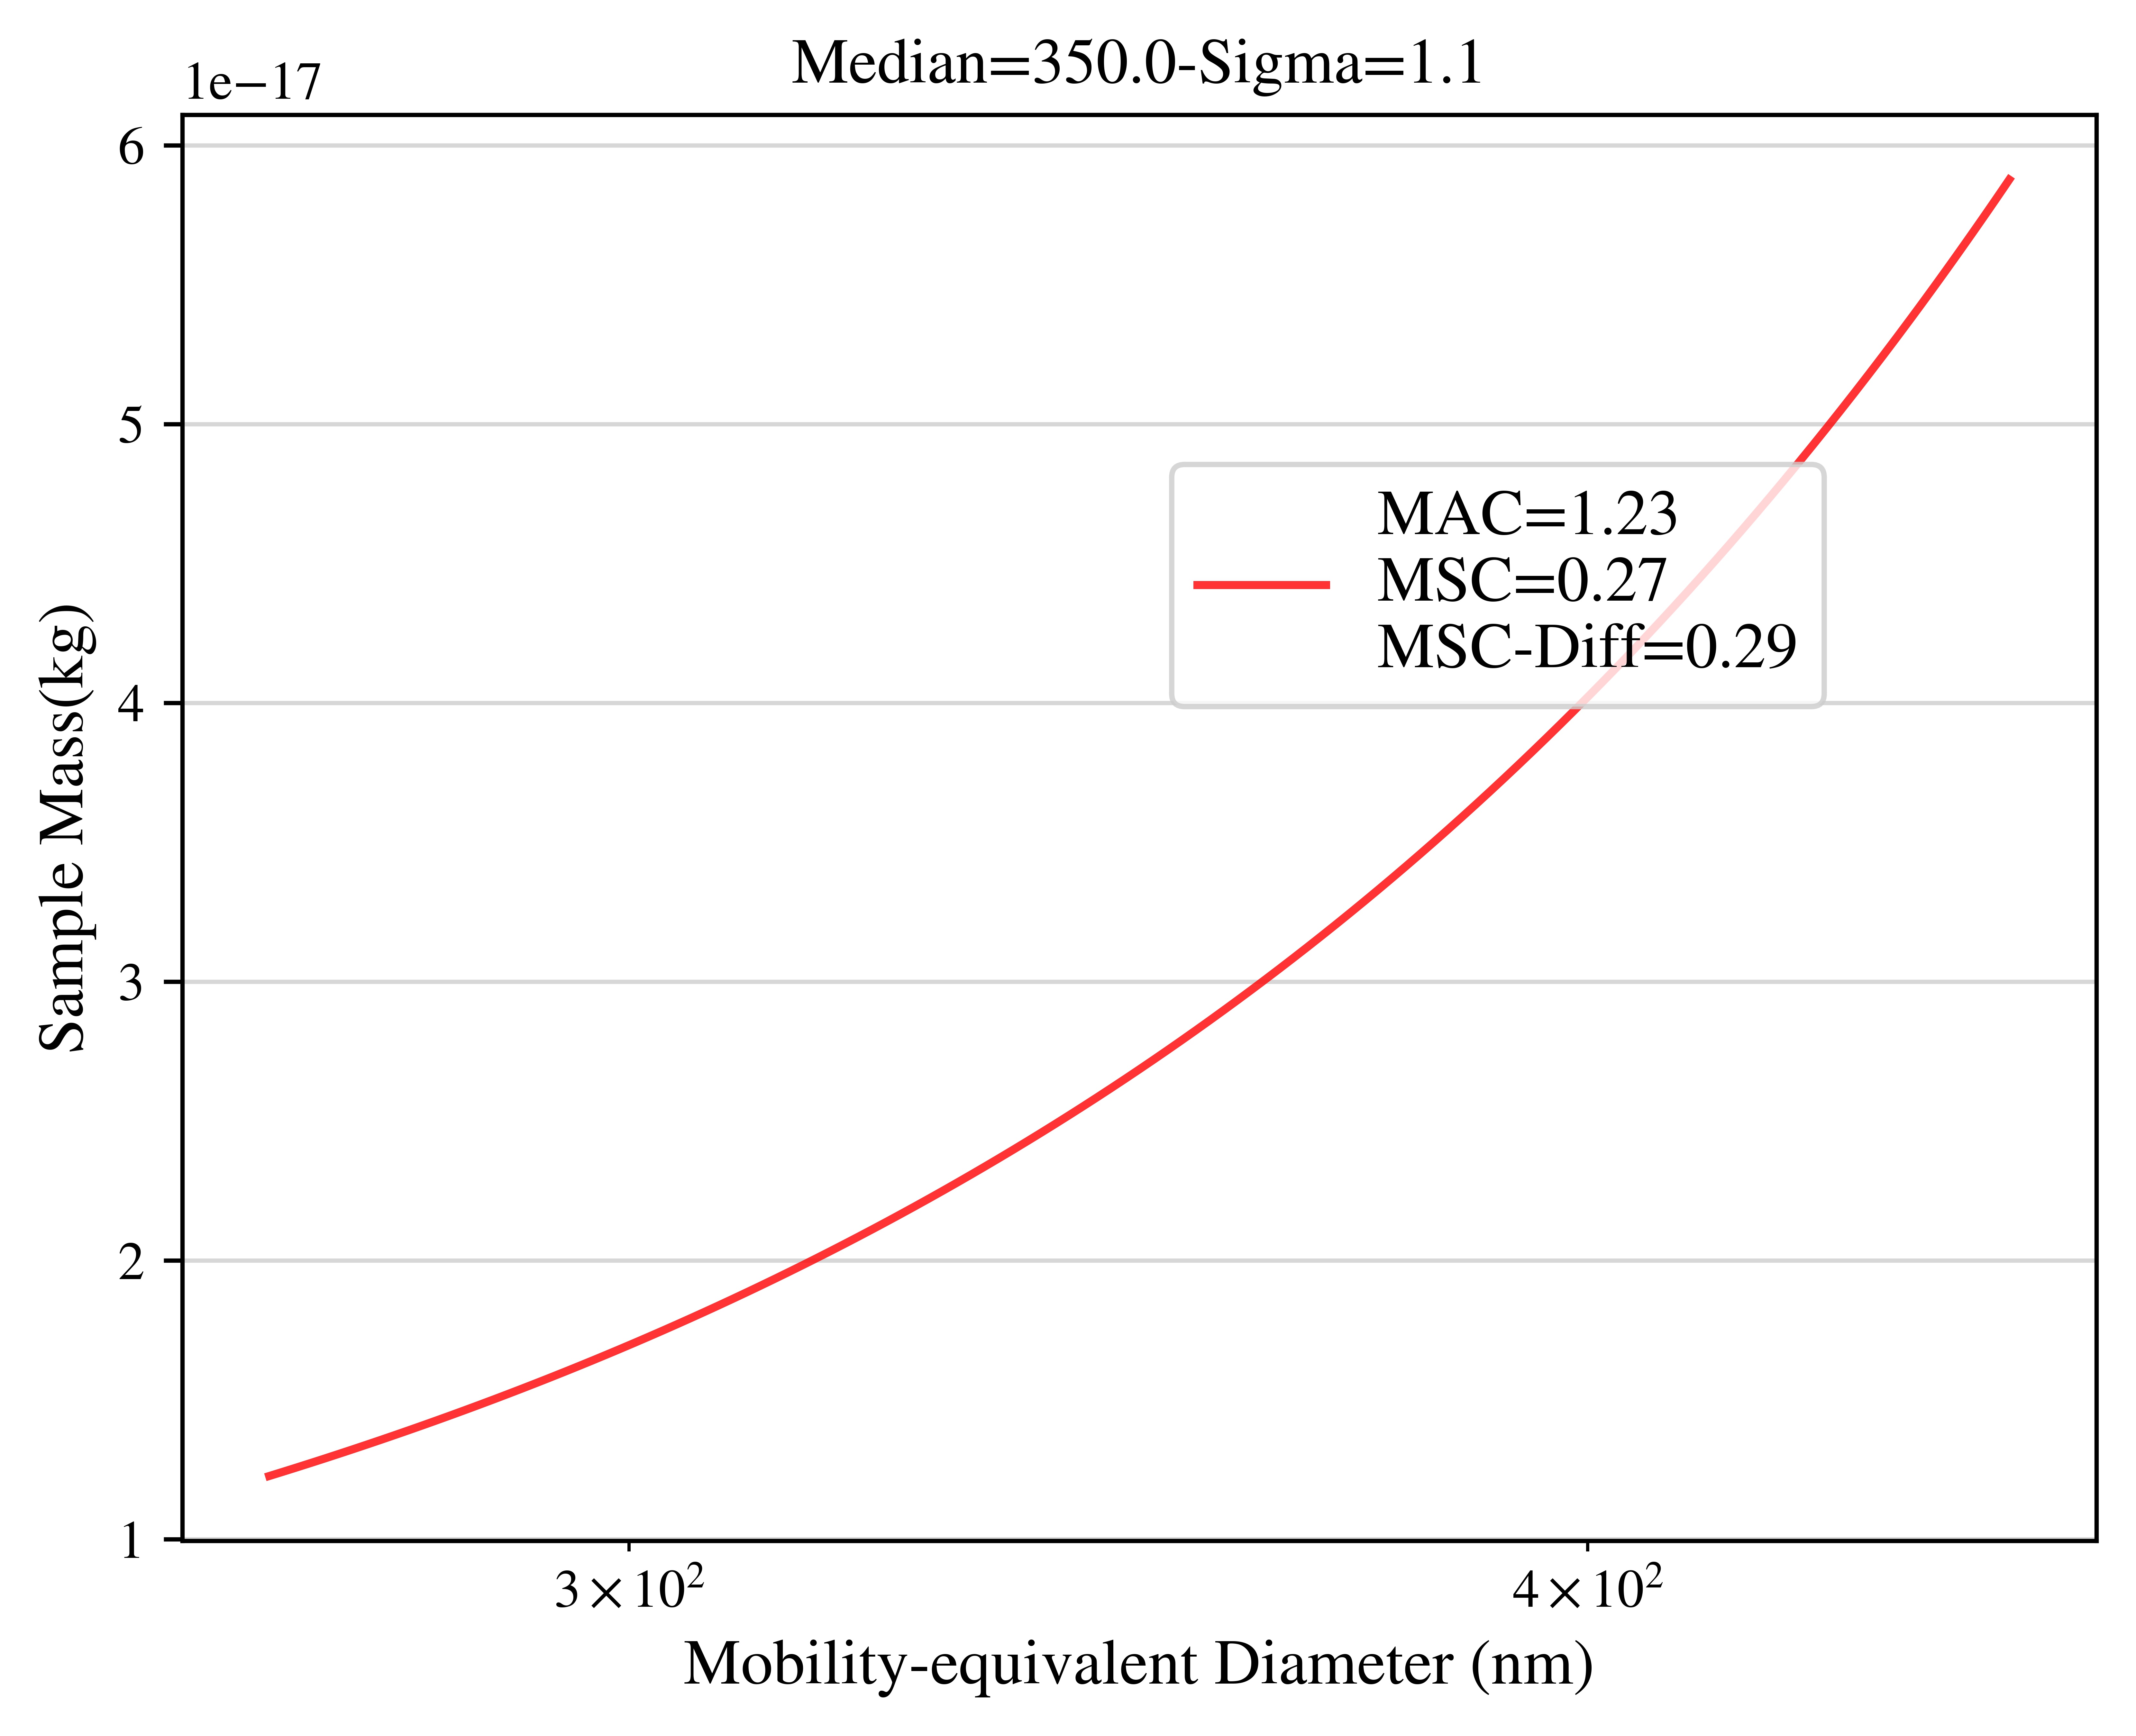 Median=350.0-Sigma=1.1
1e−17
6
5
4
3
2
1
Sample Mass(kg)
MAC=1.23
MSC=0.27
MSC-Diff=0.29
3×10²
4×10²
Mobility-equivalent Diameter (nm)